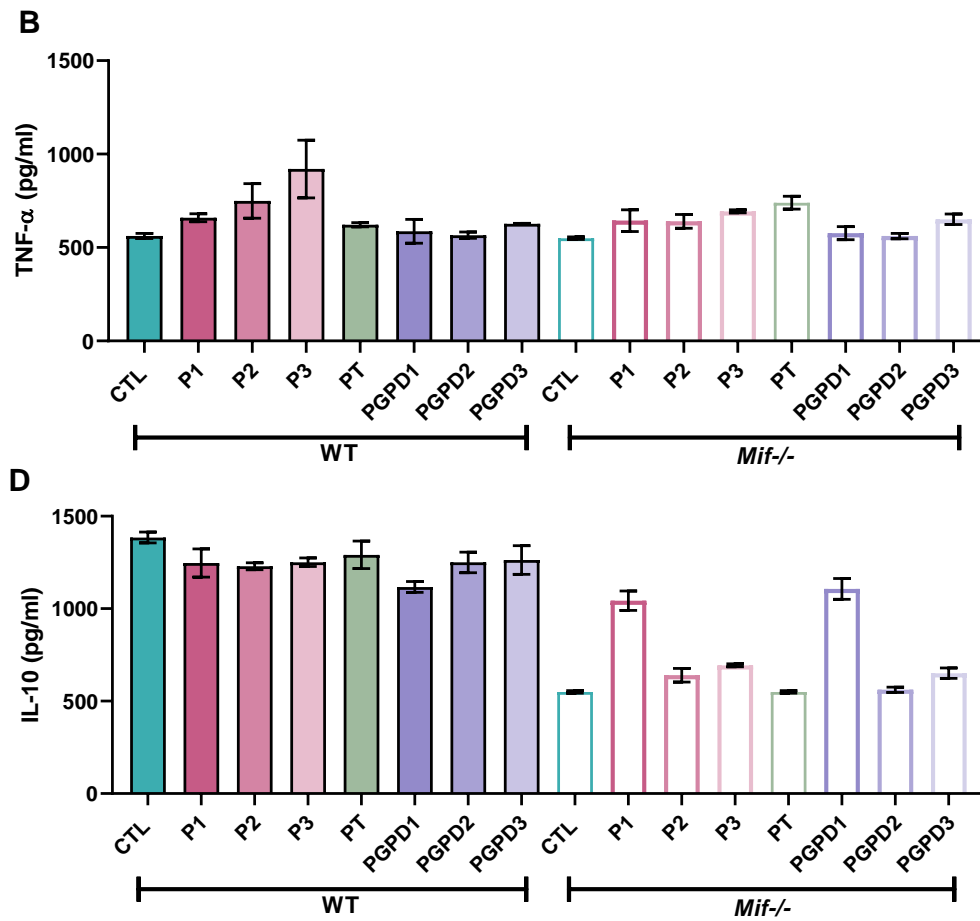 B
TNF-α (pg/ml)
1500
1000
500
0
CTL P1 P2 P3 PT PGPD1 PGPD2 PGPD3 CTL P1 P2 P3 PT PGPD1 PGPD2 PGPD3
WT Mif-/-
D
IL-10 (pg/ml)
1500
1000
500
0
CTL P1 P2 P3 PT PGPD1 PGPD2 PGPD3 CTL P1 P2 P3 PT PGPD1 PGPD2 PGPD3
WT Mif-/-